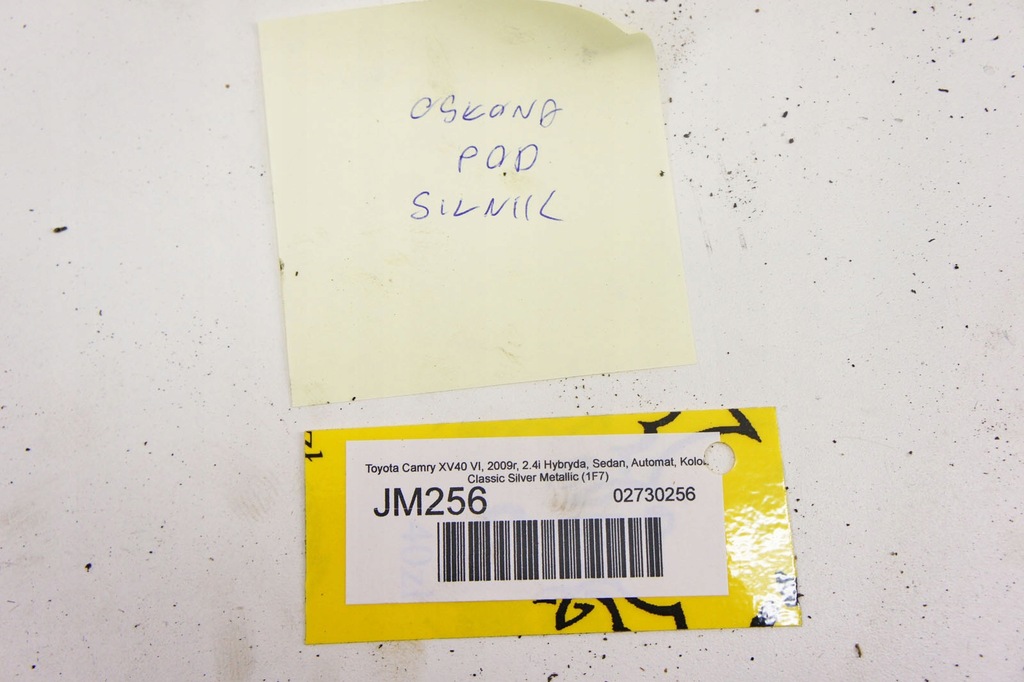 OSŁONA
POD
SILNIK
Toyota Camry XV40 VI, 2009r, 2.4i Hybryda, Sedan, Automat, Kolo
Classic Silver Metallic (1F7)
JM256 02730256